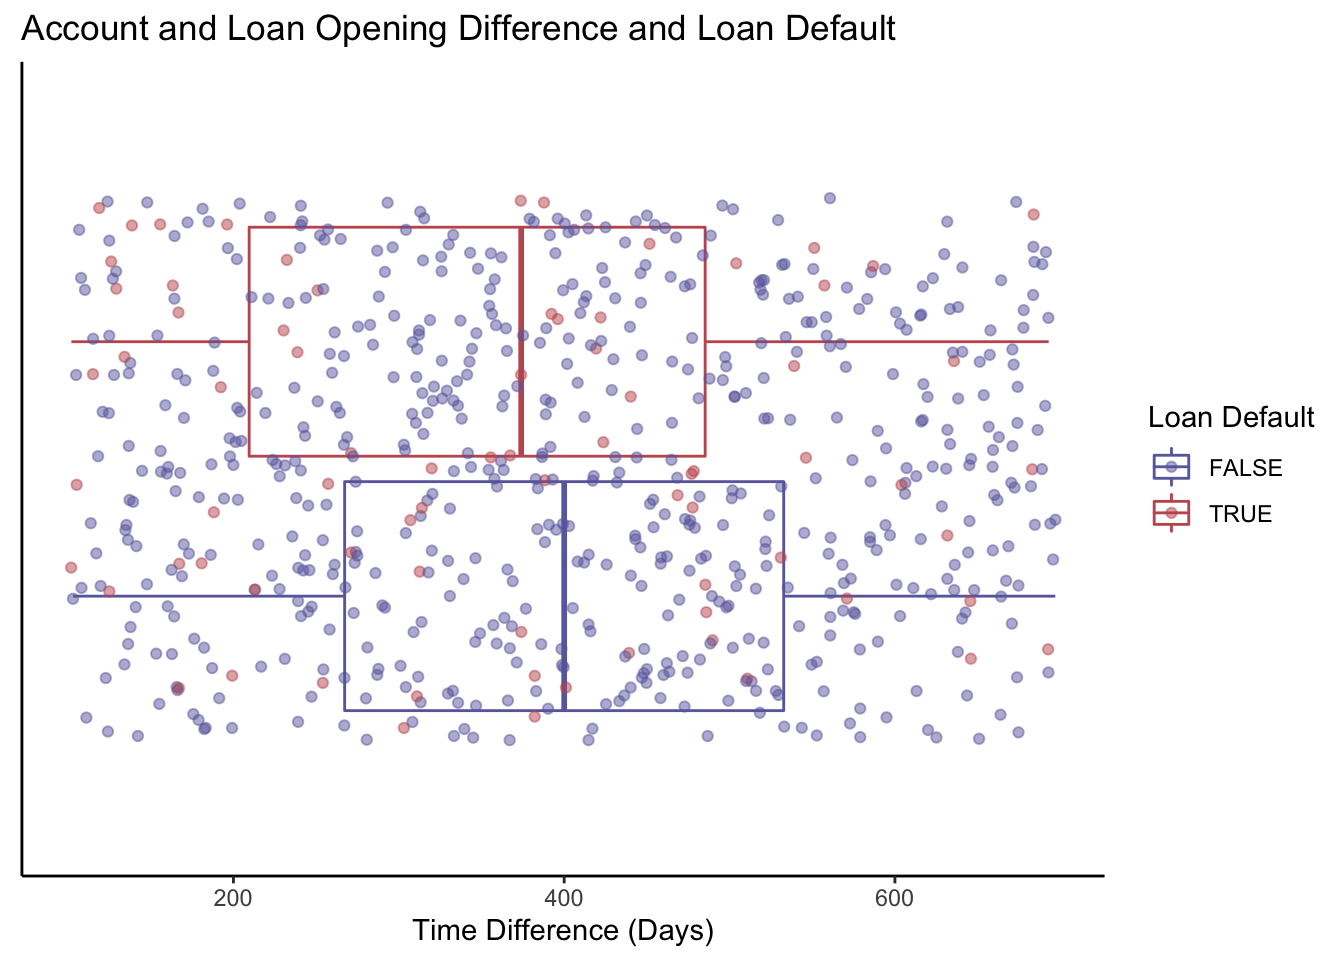 Account and Loan Opening Difference and Loan Default
Loan Default
FALSE
TRUE
200
400
600
Time Difference (Days)